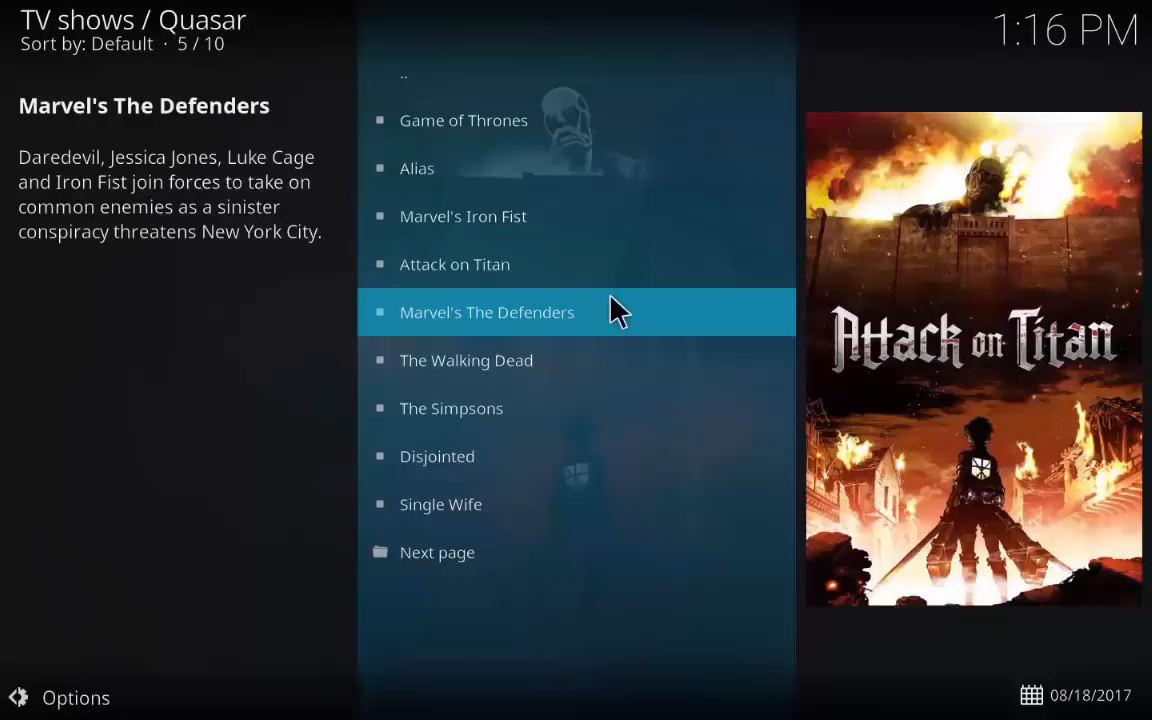 TV shows / Quasar
Sort by: Default · 5 / 10
1:16 PM
Marvel's The Defenders
Daredevil, Jessica Jones, Luke Cage
and Iron Fist join forces to take on
common enemies as a sinister
conspiracy threatens New York City.
..
Game of Thrones
Alias
Marvel's Iron Fist
Attack on Titan
Marvel's The Defenders
The Walking Dead
The Simpsons
Disjointed
Single Wife
Next page
Attack on Titan
Options
08/18/2017